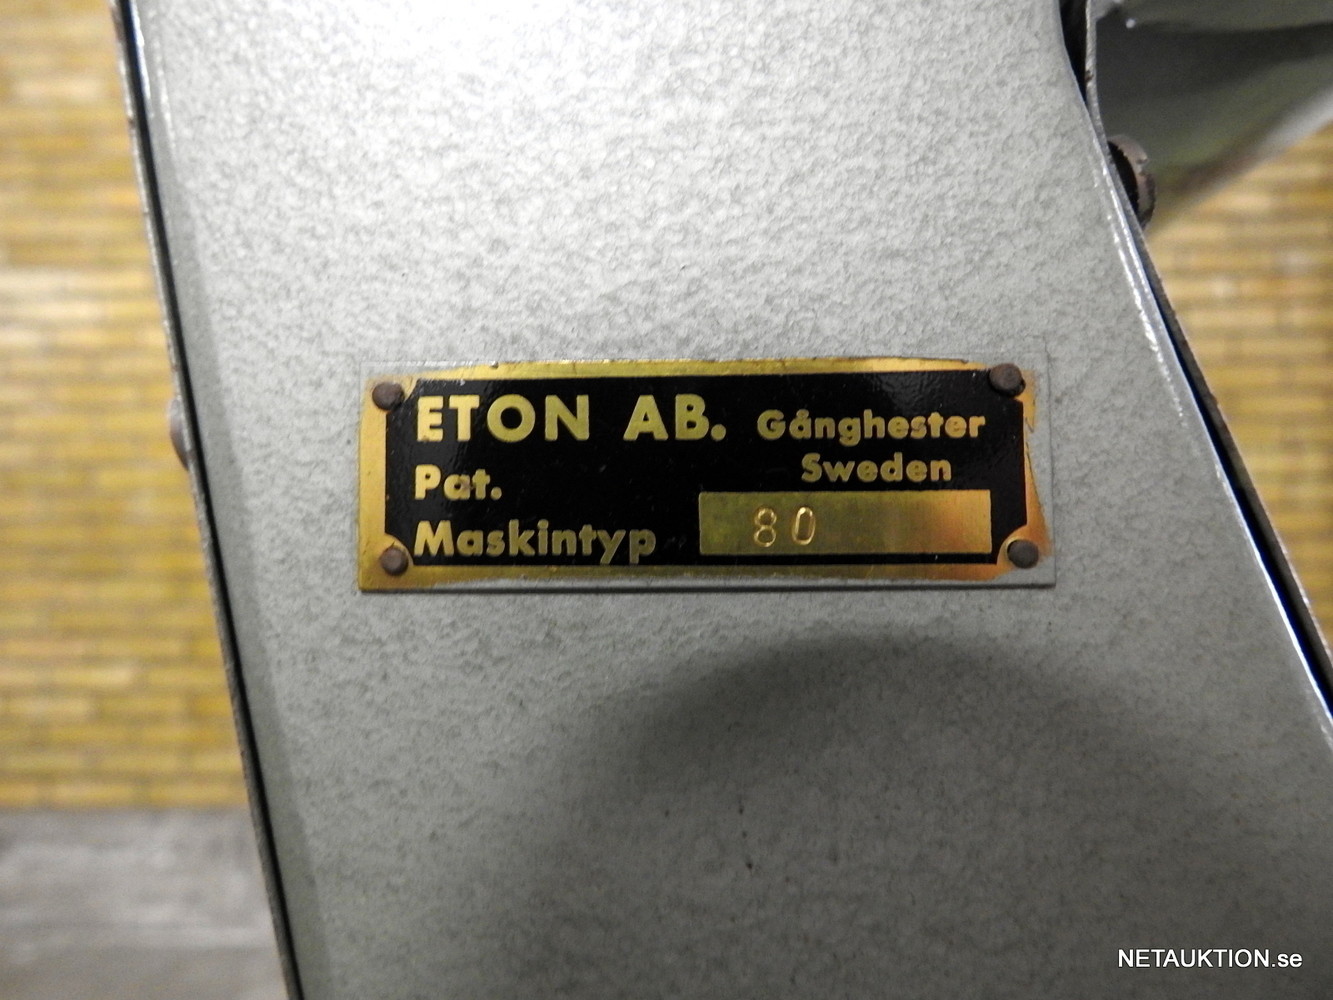 ETON AB. Gånghester
Sweden
Pat.
Maskintyp 80
NETAUKTION.se